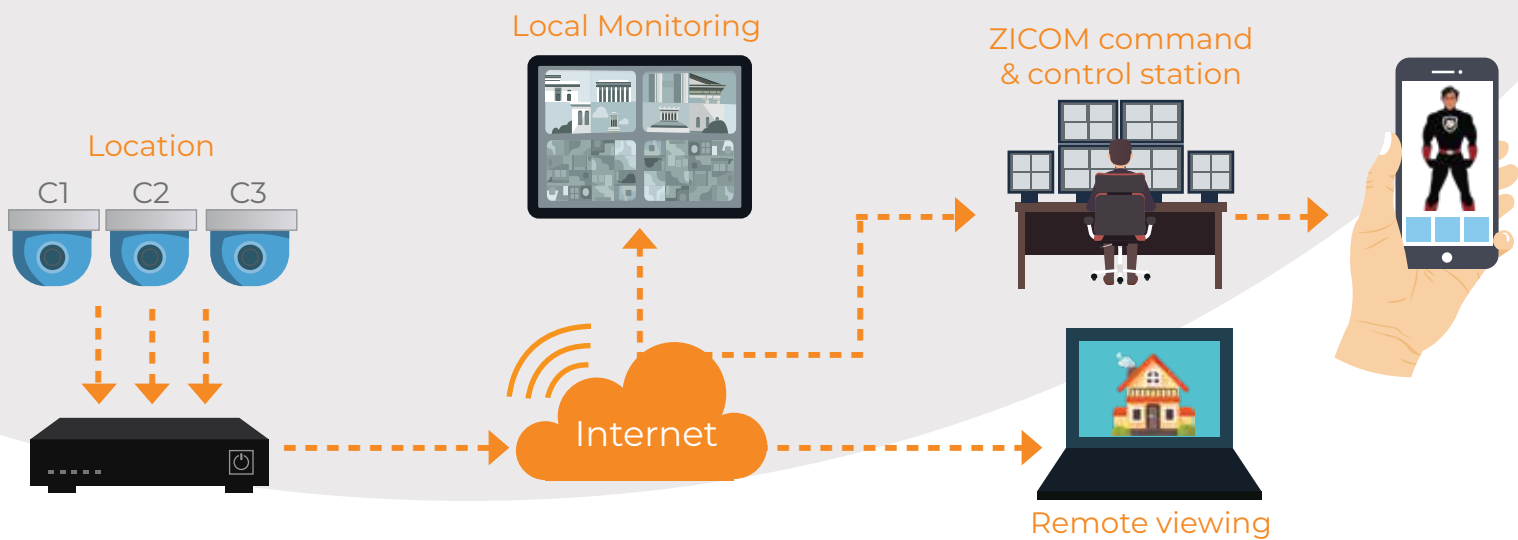 Local Monitoring
ZICOM command
& control station
Location
C1 C2 C3
Internet
Remote viewing